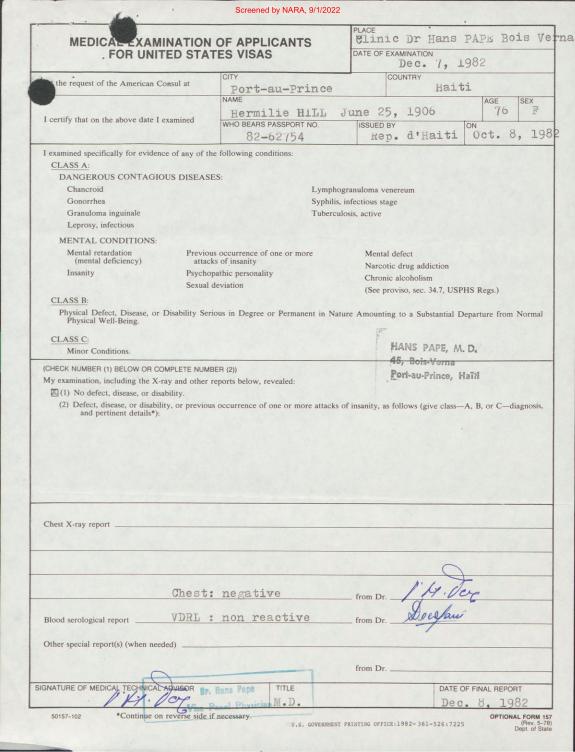 Screened by NARA, 9/1/2022
MEDICAL EXAMINATION OF APPLICANTS
FOR UNITED STATES VISAS
PLACE
Clinic Dr Hans PAPE Bois Verna
DATE OF EXAMINATION
Dec. 7, 1982
the request of the American Consul at
CITY
Port-au-Prince
COUNTRY
Haiti
I certify that on the above date I examined
NAME
Hermilie HILL June 25, 1906
AGE
76
SEX
F
WHO BEARS PASSPORT NO.
82-62754
ISSUED BY
Rep. d'Haiti
ON
Oct. 8, 1982
I examined specifically for evidence of any of the following conditions:
CLASS A:
DANGEROUS CONTAGIOUS DISEASES:
Chancroid
Gonorrhea
Granuloma inguinale
Leprosy, infectious
Lymphogranuloma venereum
Syphilis, infectious stage
Tuberculosis, active
MENTAL CONDITIONS:
Mental retardation
(mental deficiency)
Insanity
Previous occurrence of one or more
attacks of insanity
Psychopathic personality
Sexual deviation
Mental defect
Narcotic drug addiction
Chronic alcoholism
(See proviso, sec. 34.7, USPHS Regs.)
CLASS B:
Physical Defect, Disease, or Disability Serious in Degree or Permanent in Nature Amounting to a Substantial Departure from Normal
Physical Well-Being.
CLASS C:
Minor Conditions.
HANS PAPE, M. D.
45, Bois-Verna
Port-au-Prince, Haiti
(CHECK NUMBER (1) BELOW OR COMPLETE NUMBER (2))
My examination, including the X-ray and other reports below, revealed:
(1) No defect, disease, or disability.
(2) Defect, disease, or disability, or previous occurrence of one or more attacks of insanity, as follows (give class—A, B, or C—diagnosis,
and pertinent details*):
Chest X-ray report
Chest: negative
from Dr.
Blood serological report VDRL : non reactive from Dr.
Other special report(s) (when needed)
from Dr.
SIGNATURE OF MEDICAL TECHNICAL ADVISOR
Dr. Hans Pape
Visa Panel Physician
TITLE
M.D.
DATE OF FINAL REPORT
Dec. 8, 1982
50157-102
*Continue on reverse side if necessary.
U.S. GOVERNMENT PRINTING OFFICE:1982-361-526:7225
OPTIONAL FORM 157
(Rev. 5-78)
Dept. of State